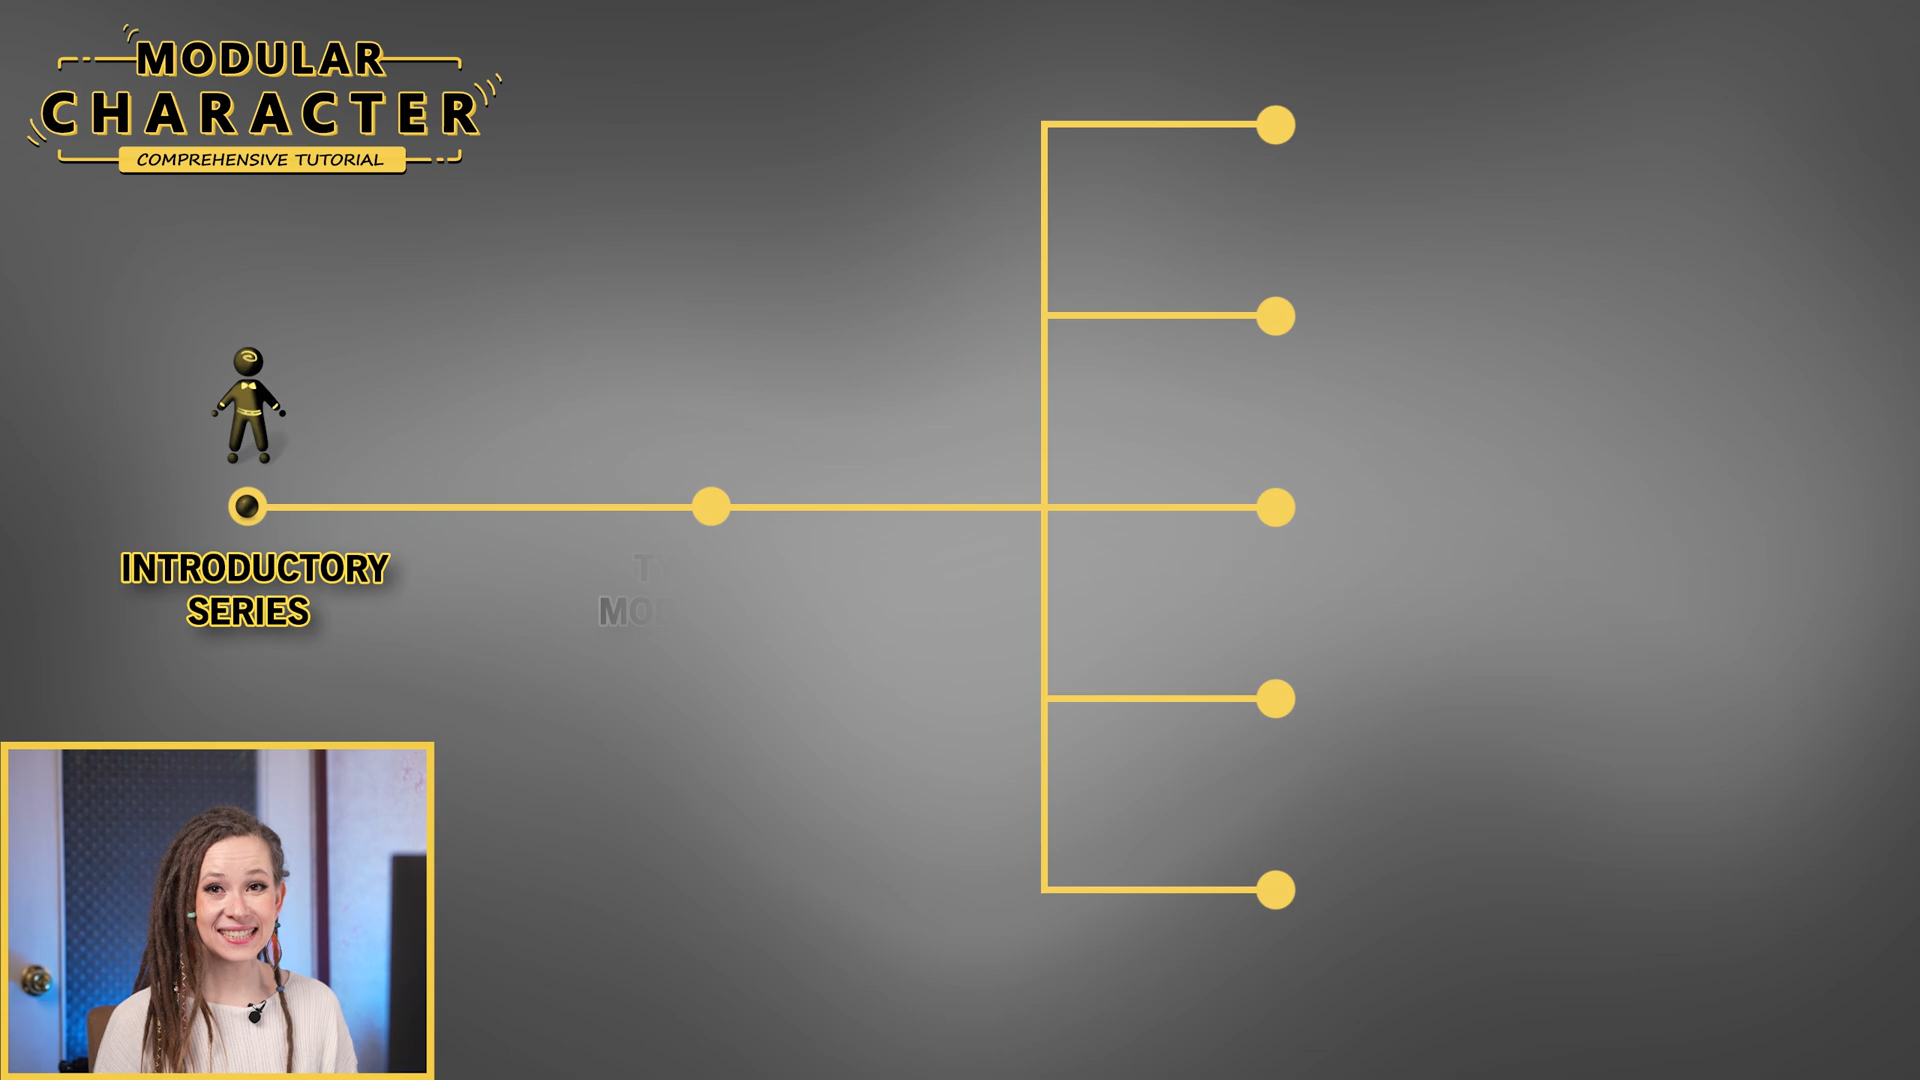 MODULAR
CHARACTER
COMPREHENSIVE TUTORIAL
INTRODUCTORY
SERIES